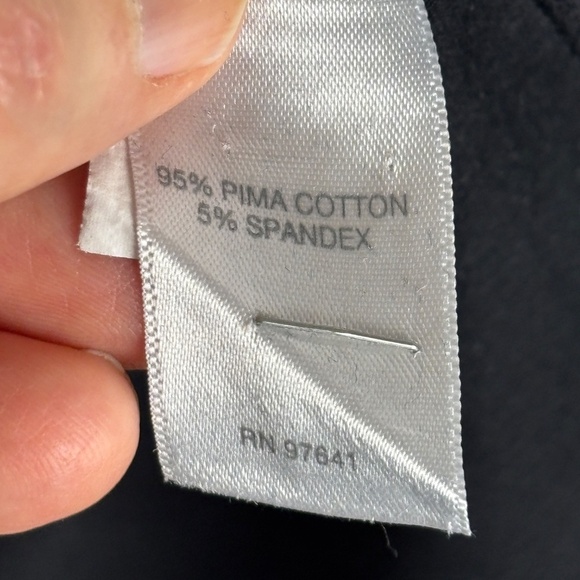 95% PIMA COTTON
5% SPANDEX
RN 97641